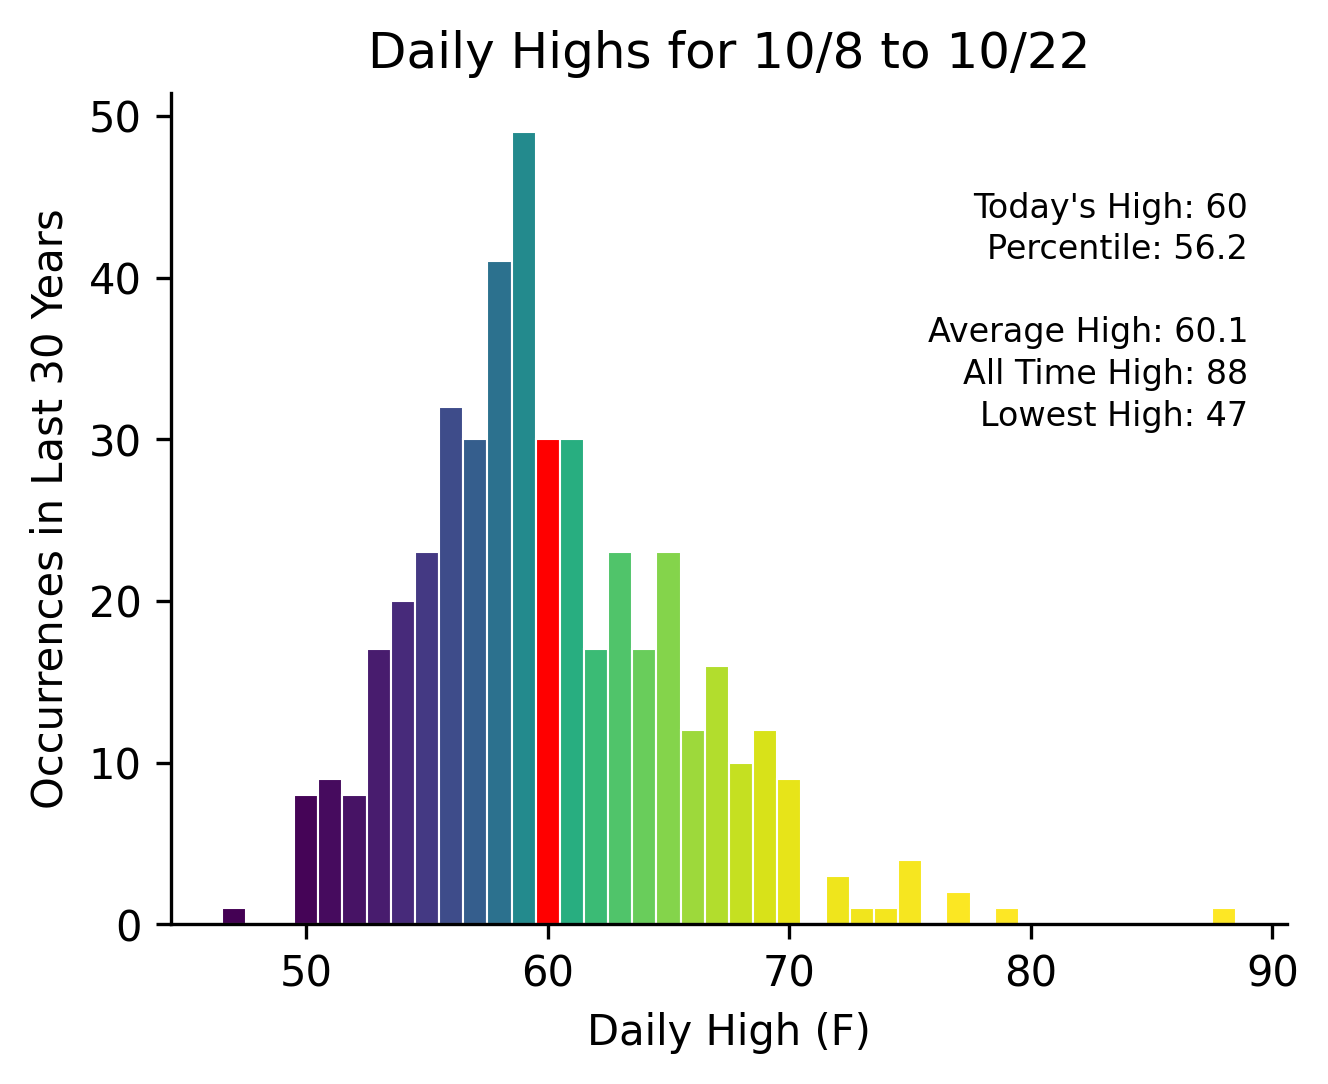 Daily Highs for 10/8 to 10/22
50
40
30
20
10
0
Occurrences in Last 30 Years
Today's High: 60
Percentile: 56.2
Average High: 60.1
All Time High: 88
Lowest High: 47
50 60 70 80 90
Daily High (F)